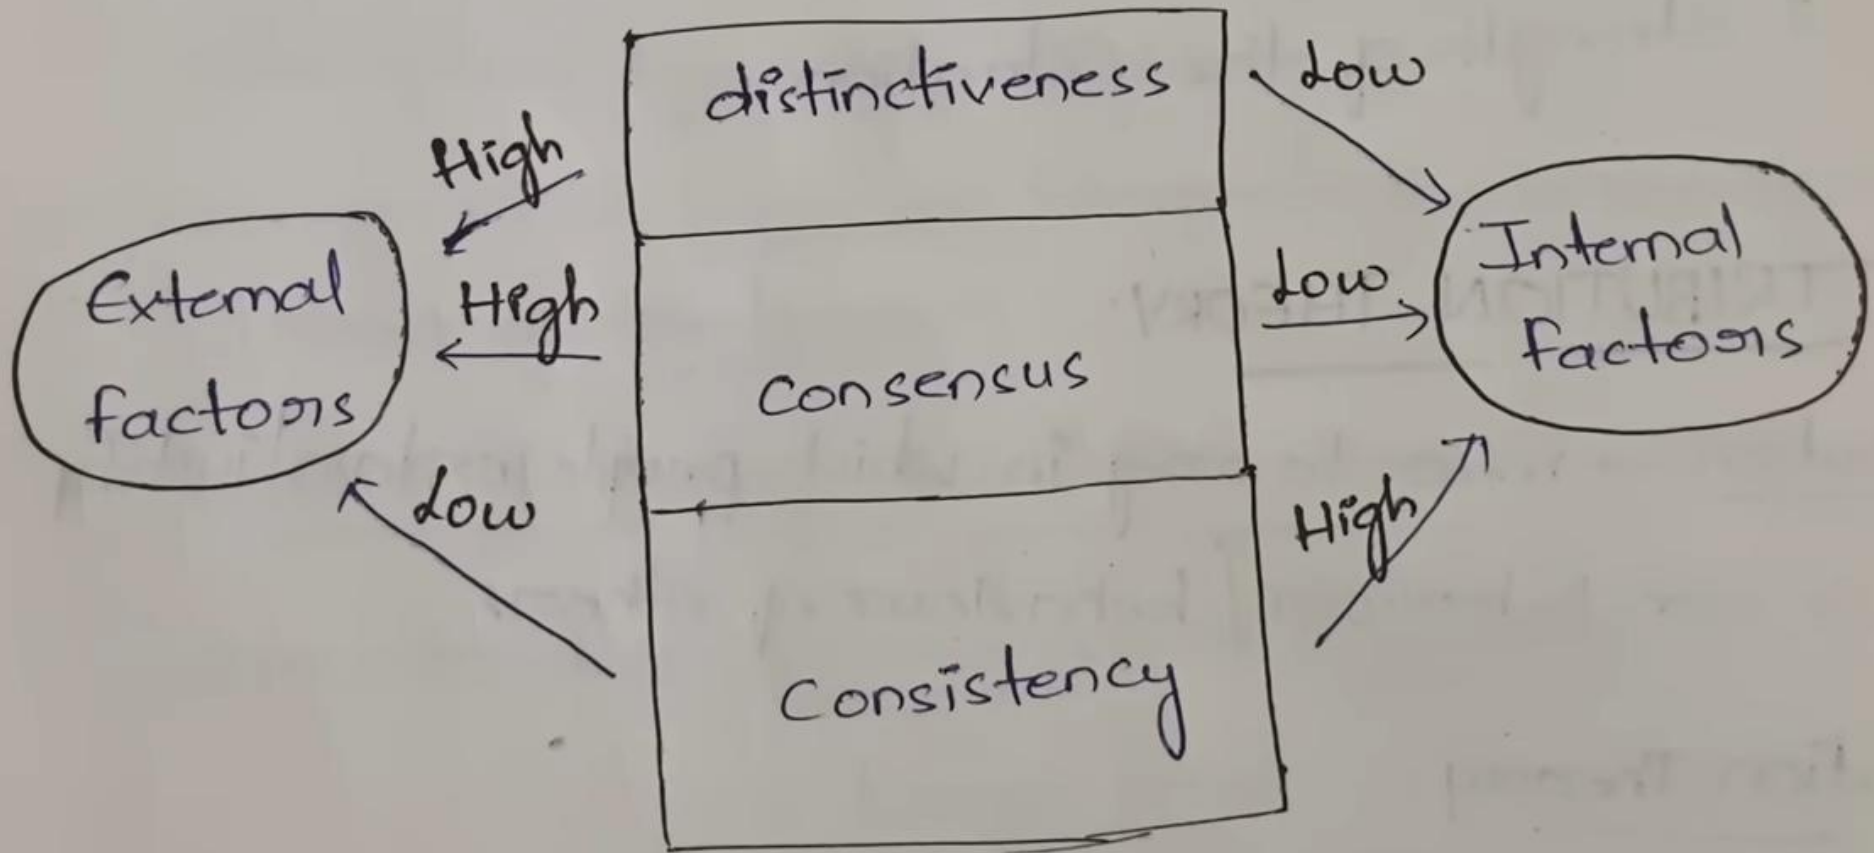 distinctiveness
Low
High
Internal
factors
External
factors
High
Low
Consensus
Low
High
Consistency